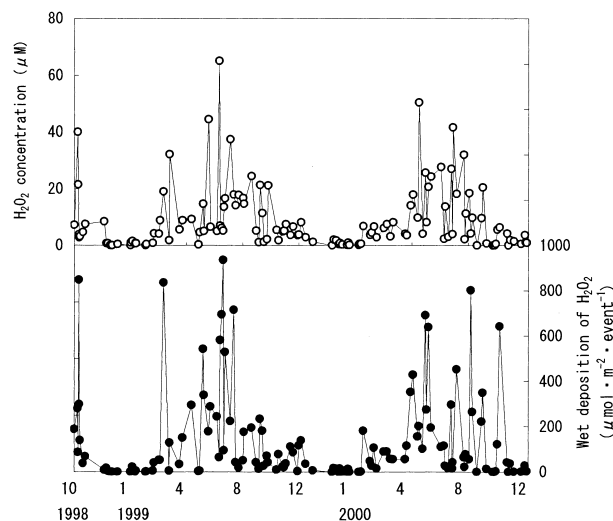 80
60
40
20
0
H₂O₂ concentration (μM)
1000
800
600
400
200
0
Wet deposition of H₂O₂
(μmol・m⁻²・event⁻¹)
10 1 4 8 12 4 8 12
1998 1999 2000